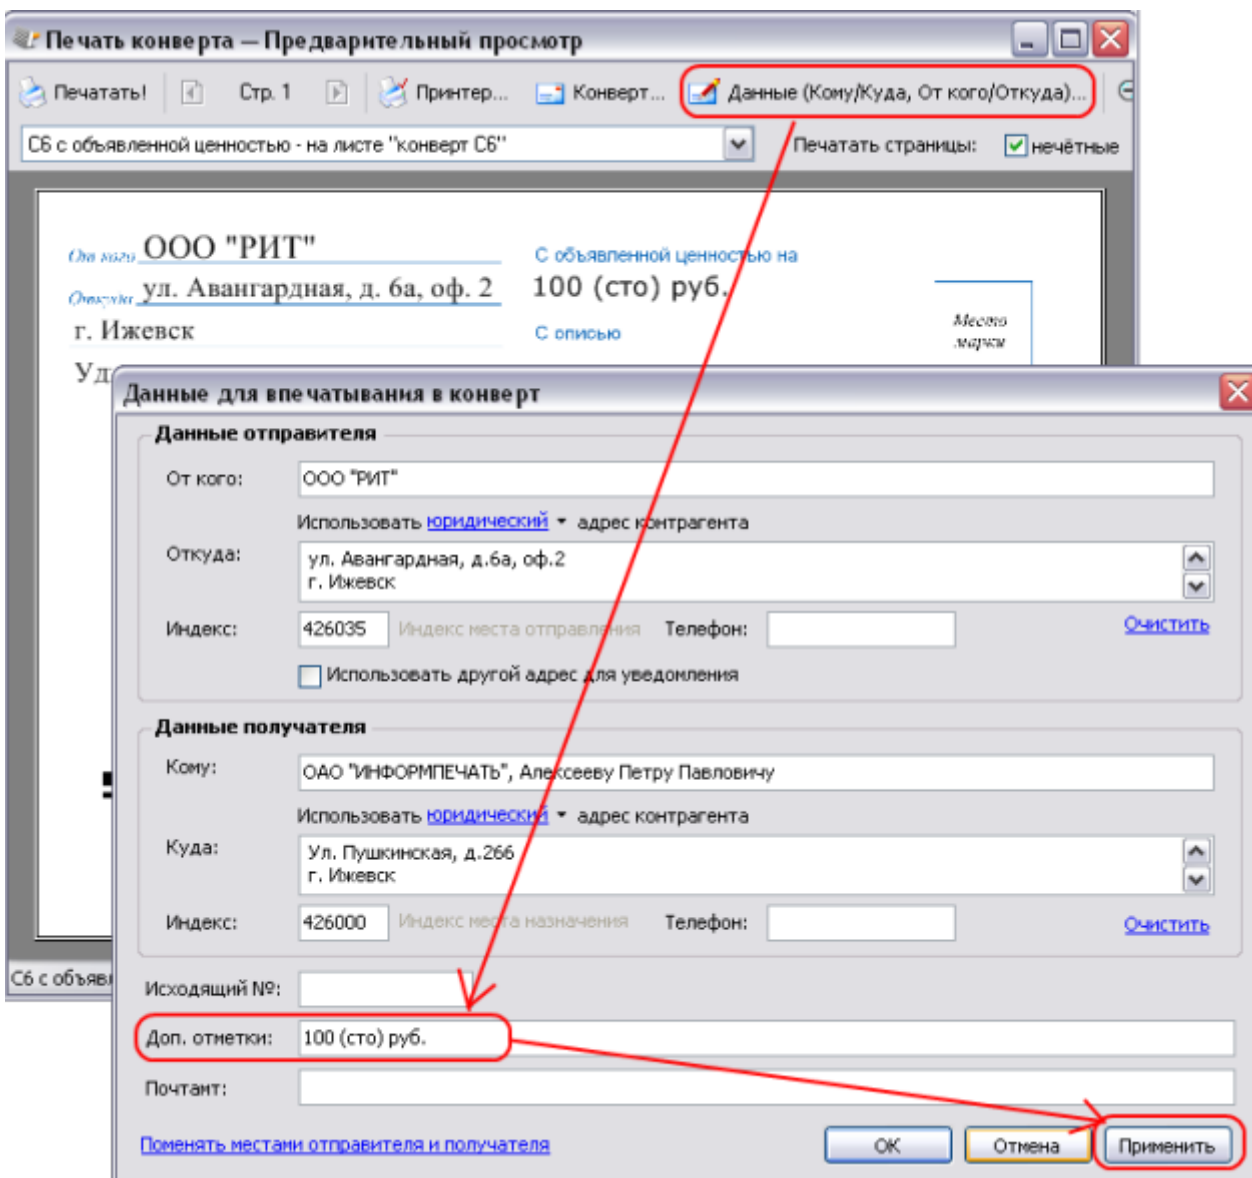 Печать конверта — Предварительный просмотр
Печатать! Стр. 1 Принтер... Конверт... Данные (Кому/Куда, От кого/Откуда)...
С6 с объявленной ценностью - на листе "конверт С6" Печатать страницы: нечётные
От кого ООО "РИТ" С объявленной ценностью на
Откуда ул. Авангардная, д. 6а, оф. 2 100 (сто) руб.
г. Ижевск С описью
Место
марки
Данные для впечатывания в конверт
Данные отправителя
От кого: ООО "РИТ"
Использовать юридический адрес контрагента
Откуда: ул. Авангардная, д.6а, оф.2
г. Ижевск
Индекс: 426035 Индекс места отправления Телефон: Очистить
Использовать другой адрес для уведомления
Данные получателя
Кому: ОАО "ИНФОРМПЕЧАТЬ", Алексееву Петру Павловичу
Использовать юридический адрес контрагента
Куда: Ул. Пушкинская, д.266
г. Ижевск
Индекс: 426000 Индекс места назначения Телефон: Очистить
С6 с объявл
Исходящий №:
Доп. отметки: 100 (сто) руб.
Почтамт:
Поменять местами отправителя и получателя ОК Отмена Применить